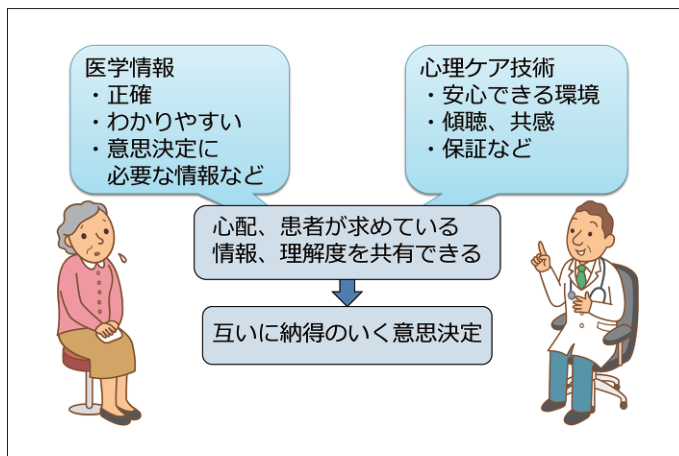 医学情報
・正確
・わかりやすい
・意思決定に
必要な情報など
心理ケア技術
・安心できる環境
・傾聴、共感
・保証など
心配、患者が求めている
情報、理解度を共有できる
互いに納得のいく意思決定